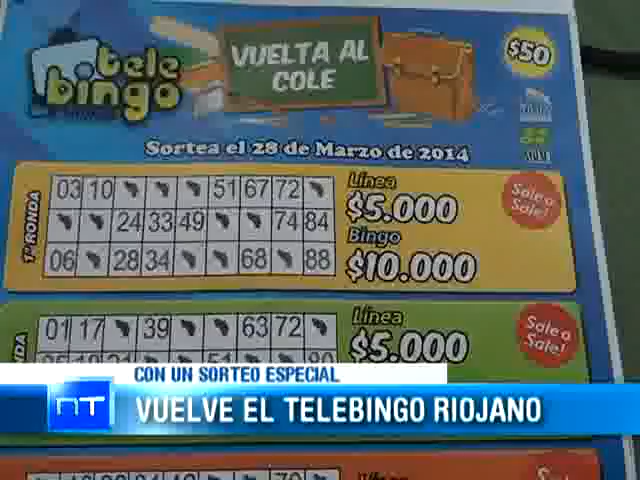 tele
bingo
VUELTA AL
COLE
$50
Sortea el 28 de Marzo de 2014
1ª RONDA
03 10 51 67 72
24 33 49 74 84
06 28 34 68 88
Línea
$5.000
Bingo
$10.000
Sale o
Sale!
01 17 39 63 72
Línea
$5.000
Sale o
Sale!
CON UN SORTEO ESPECIAL
nT
VUELVE EL TELEBINGO RIOJANO